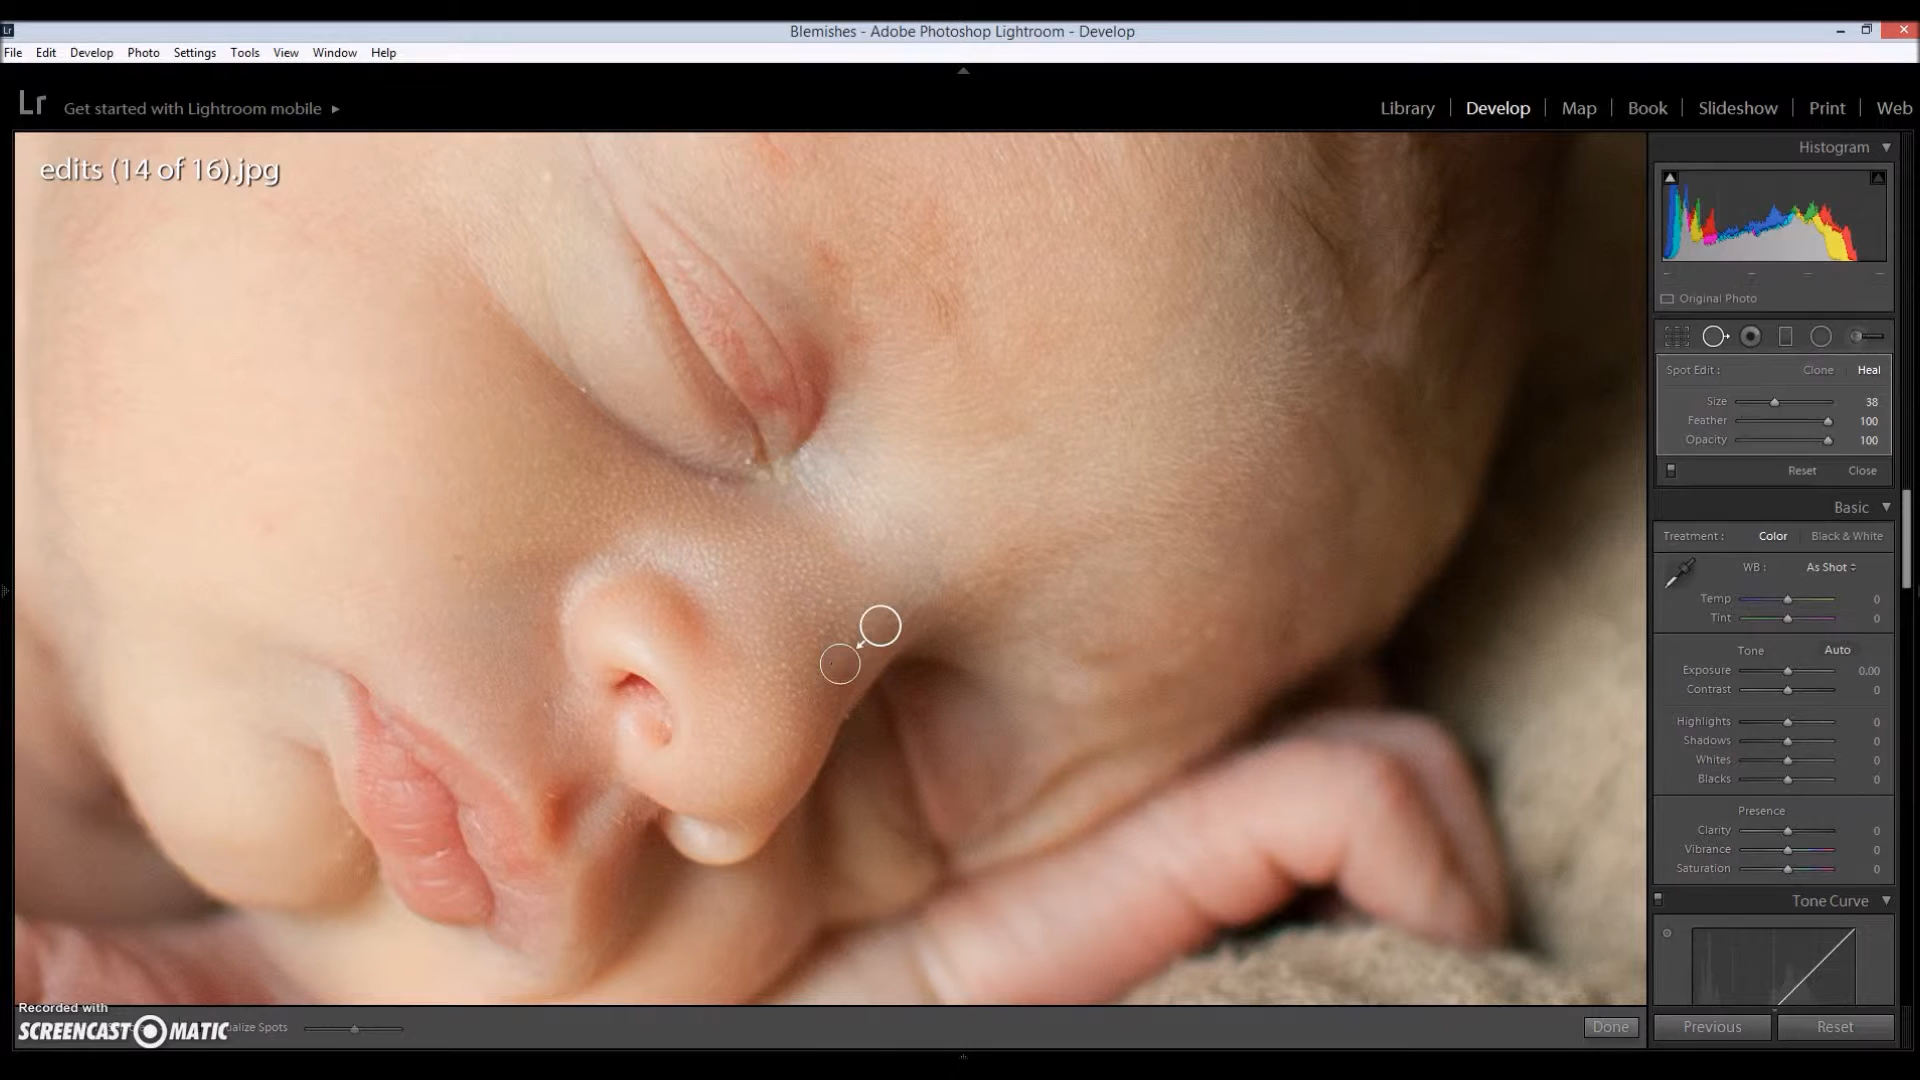 Lr
Blemishes - Adobe Photoshop Lightroom - Develop
File Edit Develop Photo Settings Tools View Window Help
Lr Get started with Lightroom mobile
Library Develop Map Book Slideshow Print Web
edits (14 of 16).jpg
Histogram
Original Photo
Spot Edit : Clone Heal
Size 38
Feather 100
Opacity 100
Reset Close
Basic
Treatment : Color Black & White
WB : As Shot
Temp 0
Tint 0
Tone Auto
Exposure 0.00
Contrast 0
Highlights 0
Shadows 0
Whites 0
Blacks 0
Presence
Clarity 0
Vibrance 0
Saturation 0
Tone Curve
Recorded with
SCREENCAST-O-MATIC
ualize Spots
Done
Previous Reset